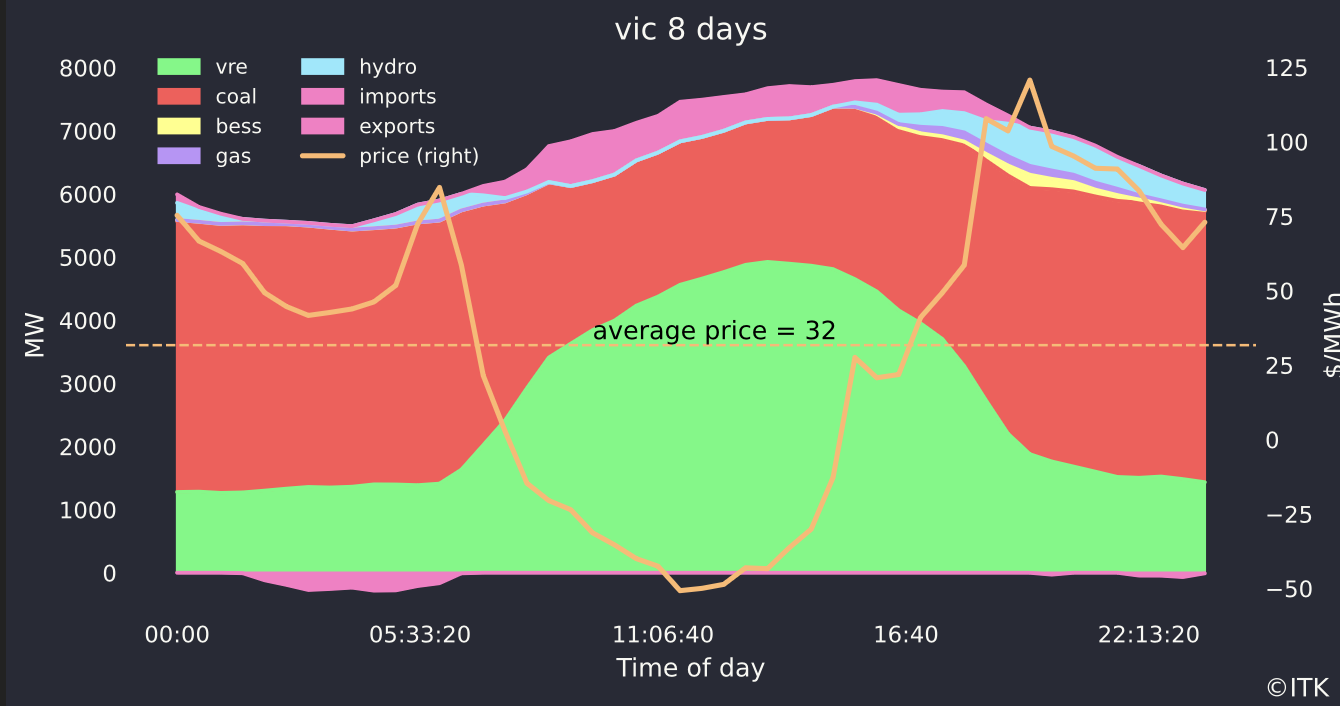 vic 8 days
vre
coal
bess
gas
hydro
imports
exports
price (right)
8000
7000
6000
5000
4000
3000
2000
1000
0
MW
125
100
75
50
25
0
−25
−50
$/MWh
average price = 32
00:00
05:33:20
11:06:40
16:40
22:13:20
Time of day
©ITK